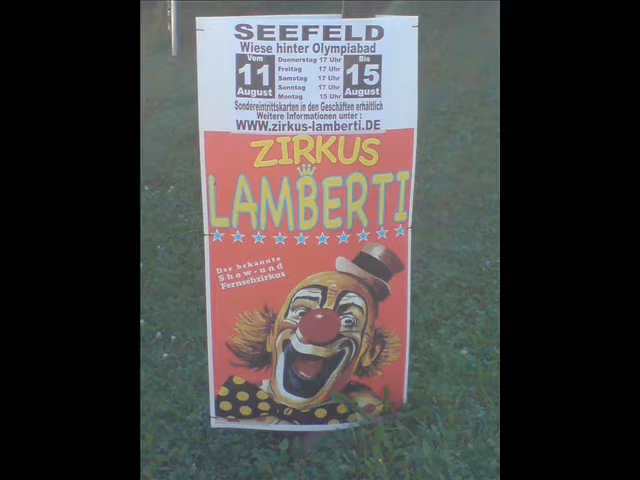 SEEFELD
Wiese hinter Olympiabad
Vom 11 August
Donnerstag 17 Uhr
Freitag 17 Uhr
Samstag 17 Uhr
Sonntag 17 Uhr
Montag 15 Uhr
Bis 15 August
Sondereintrittskarten in den Geschäften erhältlich
Weitere Informationen unter :
WWW.zirkus-lamberti.DE
ZIRKUS
LAMBERTI
Der bekannte
Show- und
Fernsehzirkus